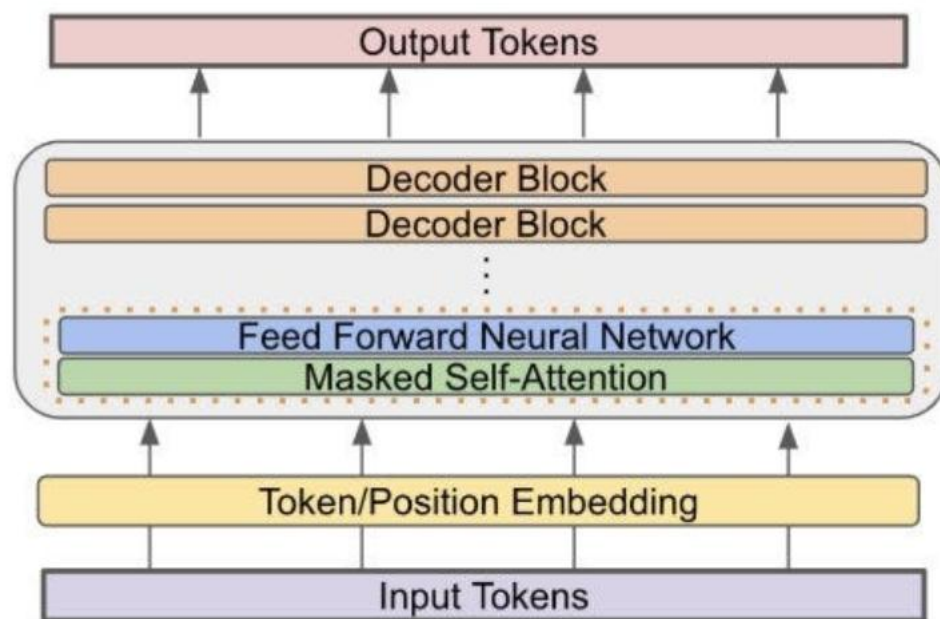 Output Tokens
Decoder Block
Decoder Block
Feed Forward Neural Network
Masked Self-Attention
Token/Position Embedding
Input Tokens